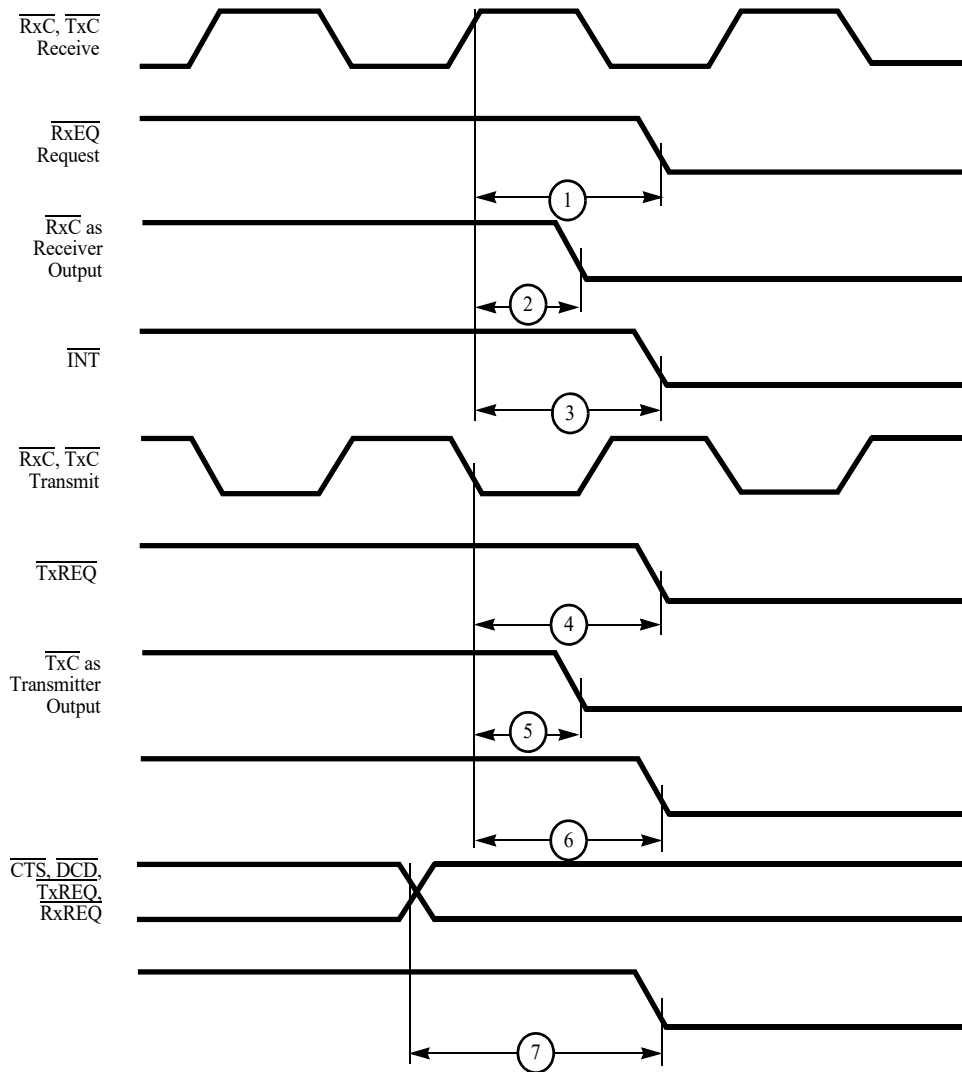 RxC, TxC
Receive
RxEQ
Request
1
RxC as
Receiver
Output
2
INT
3
RxC, TxC
Transmit
TxREQ
4
TxC as
Transmitter
Output
5
6
CTS, DCD,
TxREQ,
RxREQ
7